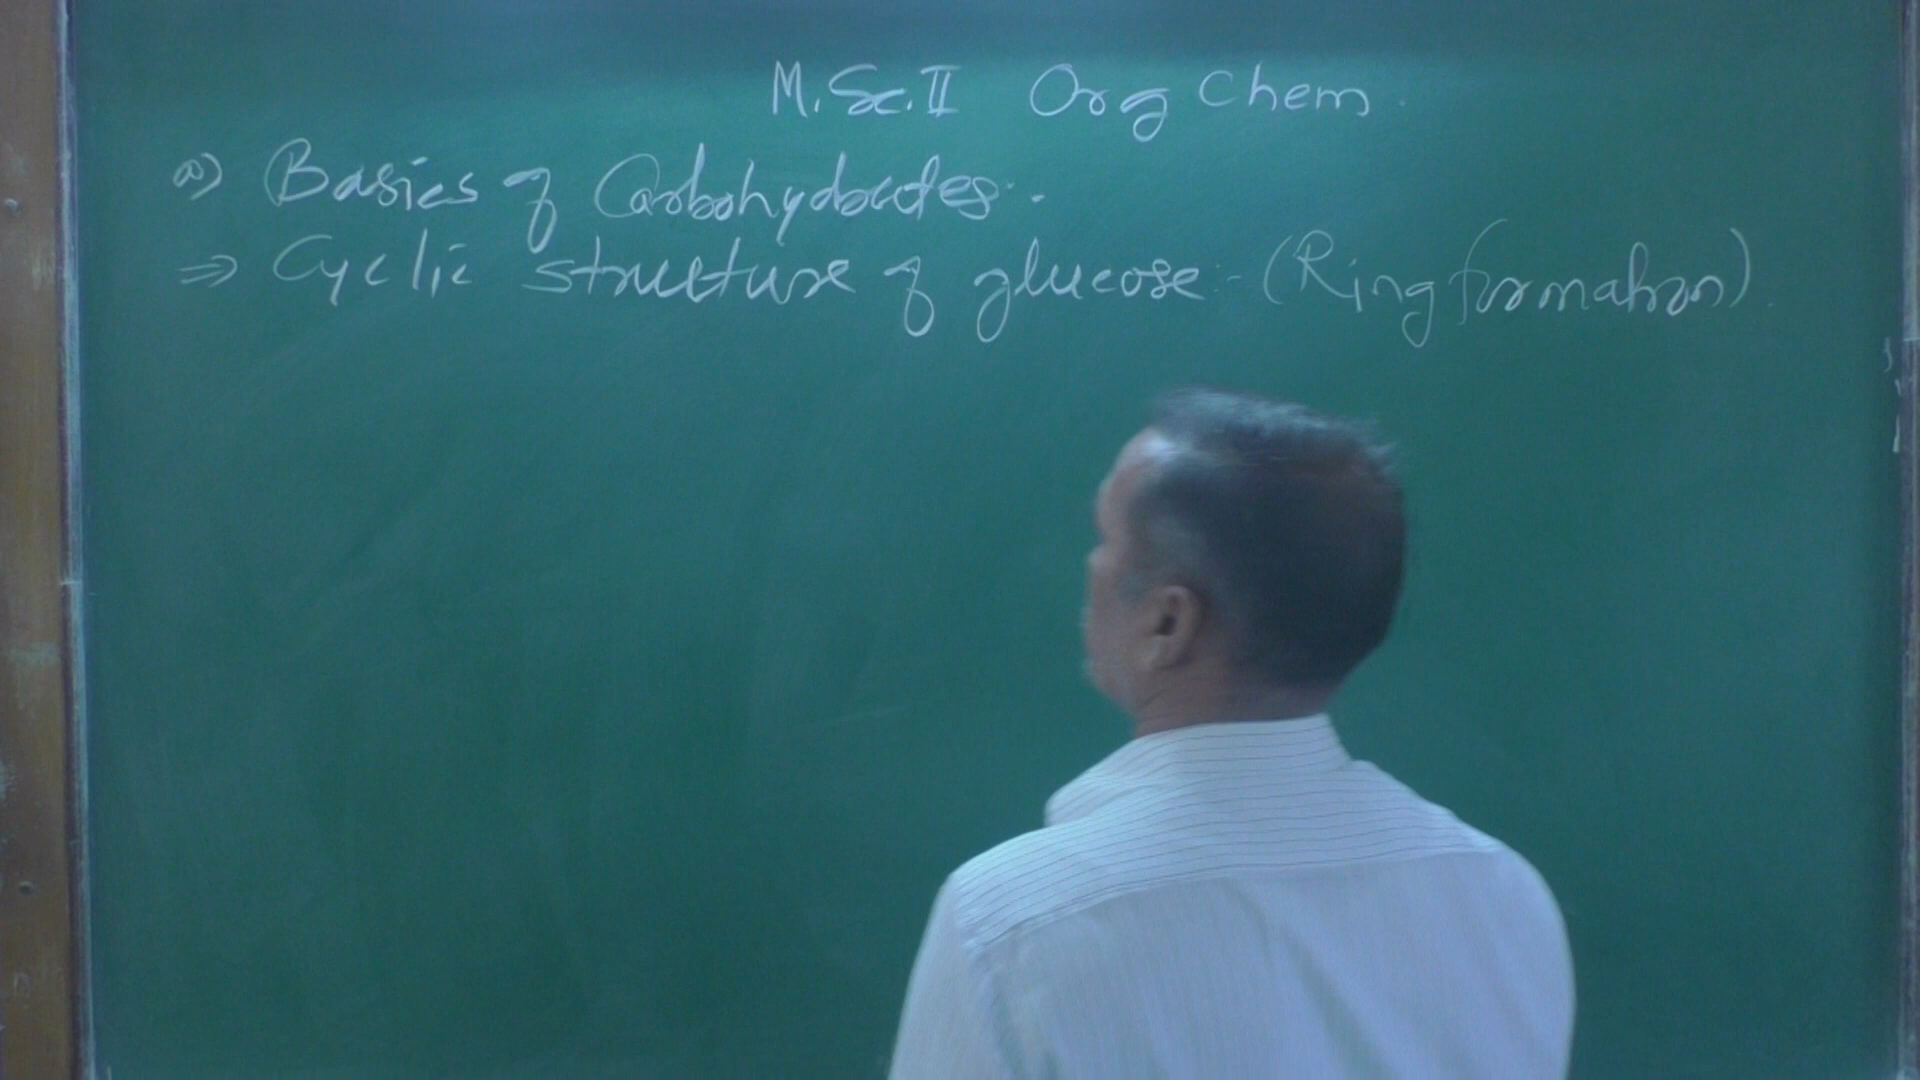 M.Sc.II Org Chem.
a) Basics of Carbohydrates:-
⇒ Cyclic structure of glucose:- (Ring formation).